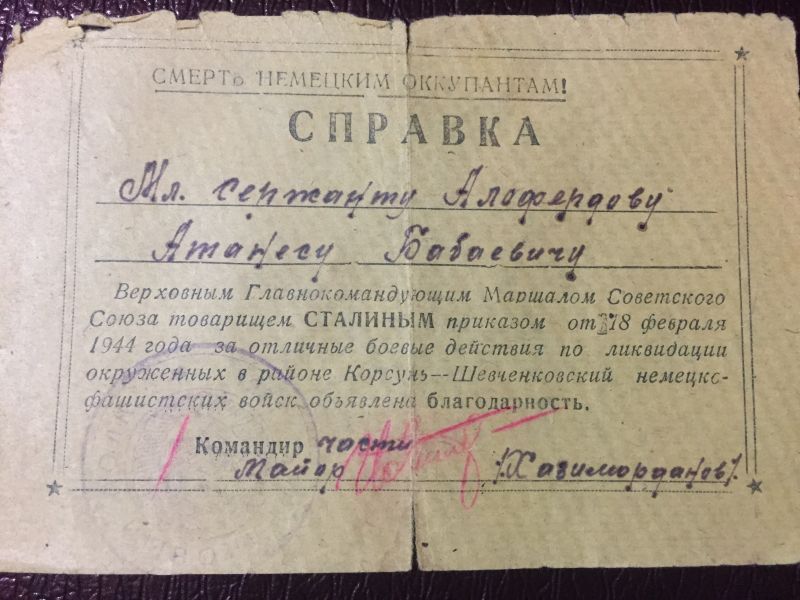 СМЕРТЬ НЕМЕЦКИМ ОККУПАНТАМ!
СПРАВКА
Мл. сержанту Алафердову
Атанесу Бабаевичу
Верховным Главнокомандующим Маршалом Советского
Союза товарищем СТАЛИНЫМ приказом от 18 февраля
1944 года за отличные боевые действия по ликвидации
окруженных в районе Корсунь—Шевченковский немецко-
фашистских войск объявлена благодарность.
Командир части
Майор /Хазимарданов/.